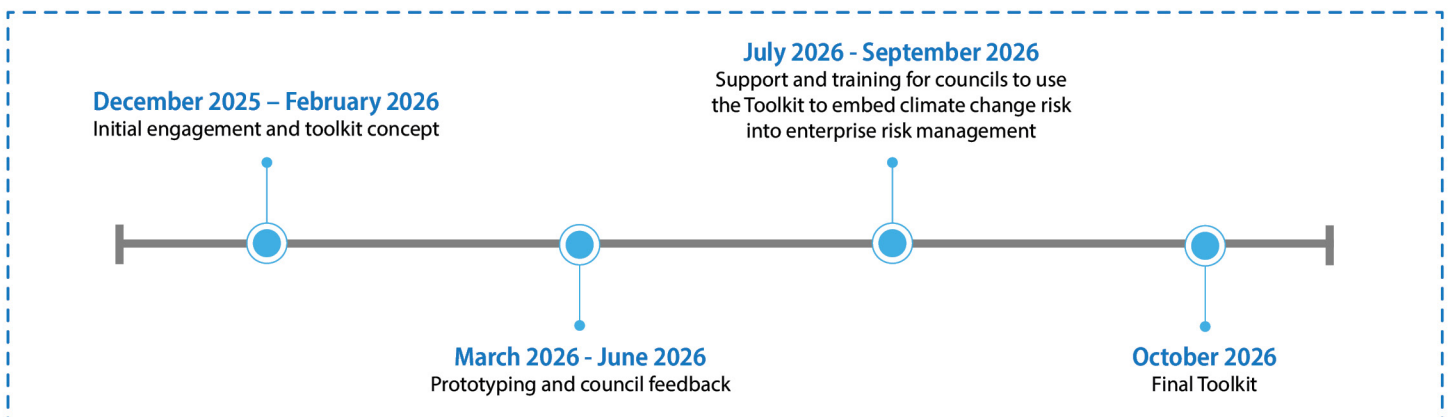 December 2025 – February 2026
Initial engagement and toolkit concept
March 2026 - June 2026
Prototyping and council feedback
July 2026 - September 2026
Support and training for councils to use
the Toolkit to embed climate change risk
into enterprise risk management
October 2026
Final Toolkit